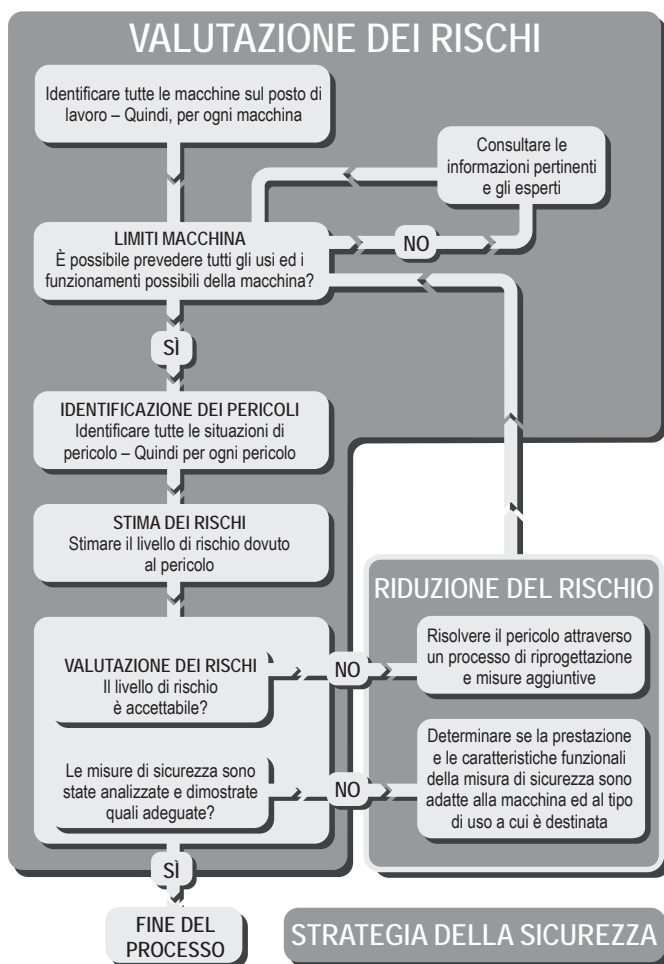 VALUTAZIONE DEI RISCHI
Identificare tutte le macchine sul posto di
lavoro – Quindi, per ogni macchina
Consultare le
informazioni pertinenti
e gli esperti
LIMITI MACCHINA
È possibile prevedere tutti gli usi ed i
funzionamenti possibili della macchina?
NO
SÌ
IDENTIFICAZIONE DEI PERICOLI
Identificare tutte le situazioni di
pericolo – Quindi per ogni pericolo
STIMA DEI RISCHI
Stimare il livello di rischio dovuto
al pericolo
RIDUZIONE DEL RISCHIO
VALUTAZIONE DEI RISCHI
Il livello di rischio
è accettabile?
NO
Risolvere il pericolo attraverso
un processo di riprogettazione
e misure aggiuntive
Le misure di sicurezza sono
state analizzate e dimostrate
quali adeguate?
NO
Determinare se la prestazione
e le caratteristiche funzionali
della misura di sicurezza sono
adatte alla macchina ed al tipo
di uso a cui è destinata
SÌ
FINE DEL
PROCESSO
STRATEGIA DELLA SICUREZZA